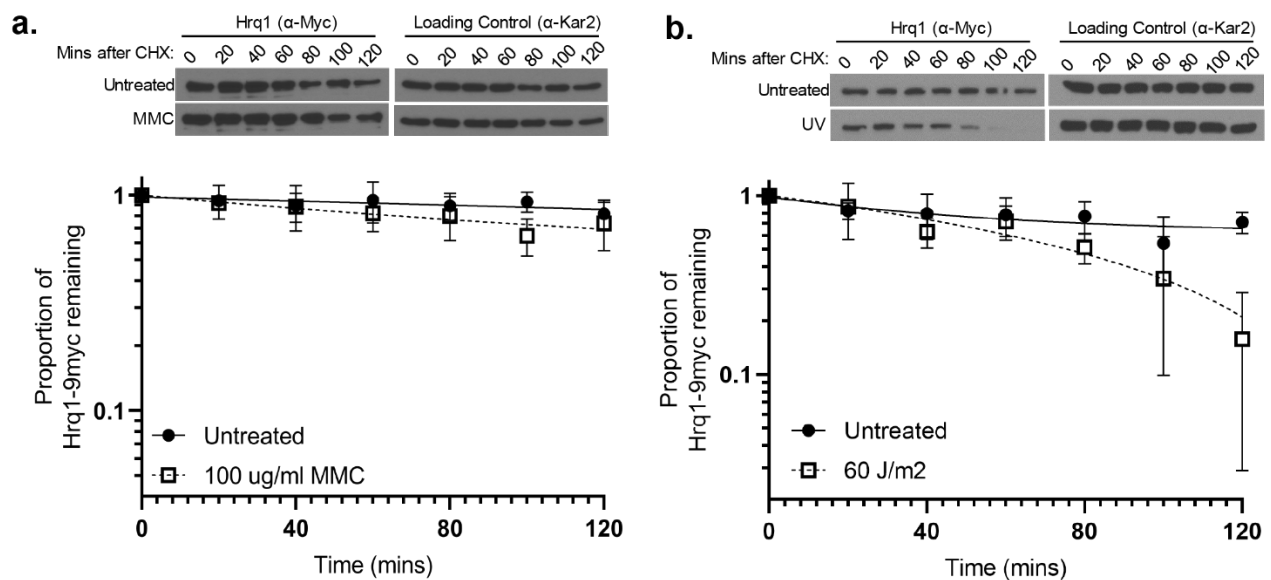 a.
Hrq1 (α-Myc)
Loading Control (α-Kar2)
Mins after CHX:
0 20 40 60 80 100 120
0 20 40 60 80 100 120
Untreated
MMC
Proportion of
Hrq1-9myc remaining
1
0.1
Untreated
100 ug/ml MMC
0 40 80 120
Time (mins)
b.
Hrq1 (α-Myc)
Loading Control (α-Kar2)
Mins after CHX:
0 20 40 60 80 100 120
0 20 40 60 80 100 120
Untreated
UV
Proportion of
Hrq1-9myc remaining
1
0.1
Untreated
60 J/m2
0 40 80 120
Time (mins)